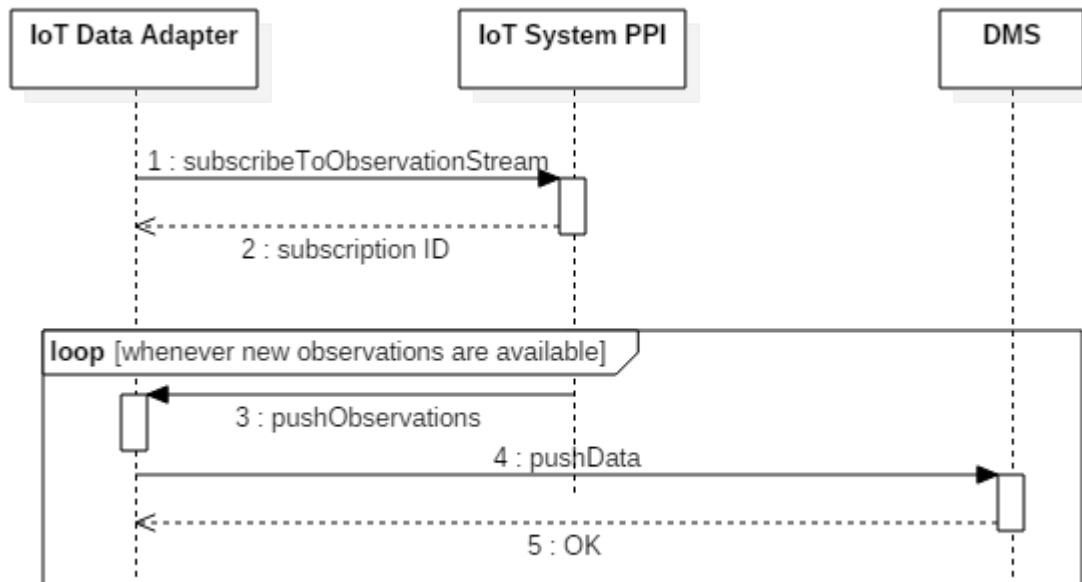 IoT Data Adapter
IoT System PPI
DMS
1 : subscribeToObservationStream
2 : subscription ID
loop [whenever new observations are available]
3 : pushObservations
4 : pushData
5 : OK